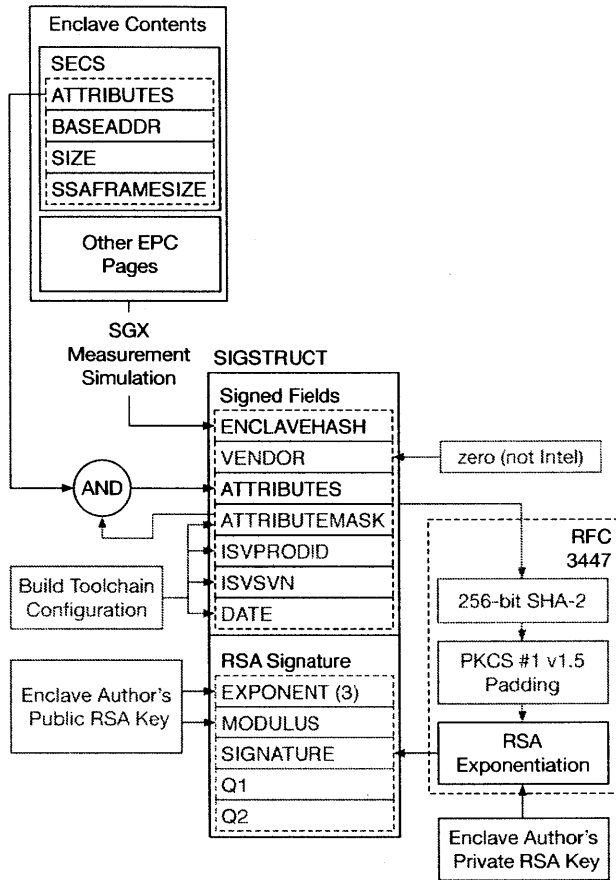 Enclave Contents
SECS
ATTRIBUTES
BASEADDR
SIZE
SSAFRAMESIZE
Other EPC
Pages
SGX
Measurement
Simulation
SIGSTRUCT
Signed Fields
ENCLAVEHASH
VENDOR
zero (not Intel)
AND
ATTRIBUTES
ATTRIBUTEMASK
ISVPRODID
ISVSVN
DATE
Build Toolchain
Configuration
RFC
3447
256-bit SHA-2
PKCS #1 v1.5
Padding
RSA
Exponentiation
RSA Signature
Enclave Author's
Public RSA Key
EXPONENT (3)
MODULUS
SIGNATURE
Q1
Q2
Enclave Author's
Private RSA Key